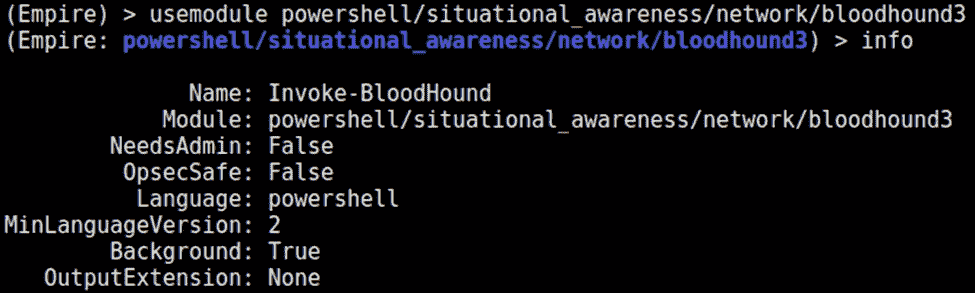 (Empire) > usemodule powershell/situational_awareness/network/bloodhound3
(Empire: powershell/situational_awareness/network/bloodhound3) > info
Name: Invoke-BloodHound
Module: powershell/situational_awareness/network/bloodhound3
NeedsAdmin: False
OpsecSafe: False
Language: powershell
MinLanguageVersion: 2
Background: True
OutputExtension: None